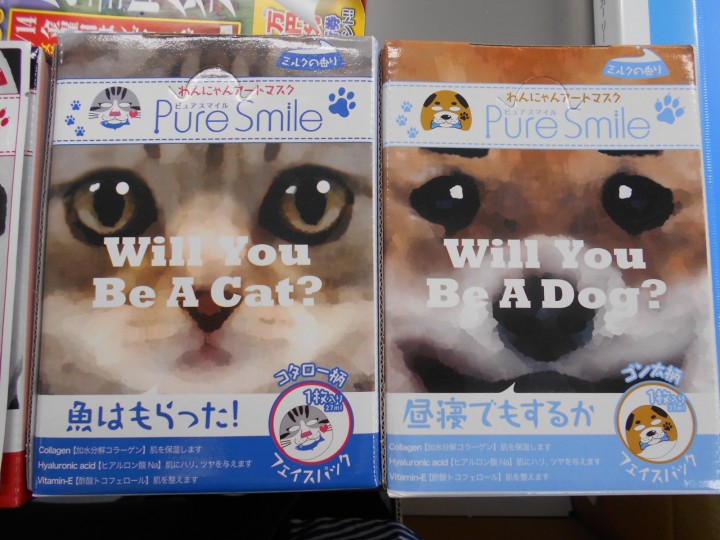 14
万円
ミルクの香り
わんにゃんアートマスク
ピュアスマイル
Pure Smile
Will You
Be A Cat?
コタロー柄
1枚入り
27ml
フェイスパック
魚はもらった!
Collagen【加水分解コラーゲン】肌を保湿します
Hyaluronic acid【ヒアルロン酸Na】肌にハリ、ツヤを与えます
Vitamin-E【酢酸トコフェロール】肌を整えます
ミルクの香り
わんにゃんアートマスク
ピュアスマイル
Pure Smile
Will You
Be A Dog?
ゴン太柄
1枚入り
27ml
フェイスパック
昼寝でもするか
Collagen【加水分解コラーゲン】肌を保湿します
Hyaluronic acid【ヒアルロン酸Na】肌にハリ、ツヤを与えます
Vitamin-E【酢酸トコフェロール】肌を整えます